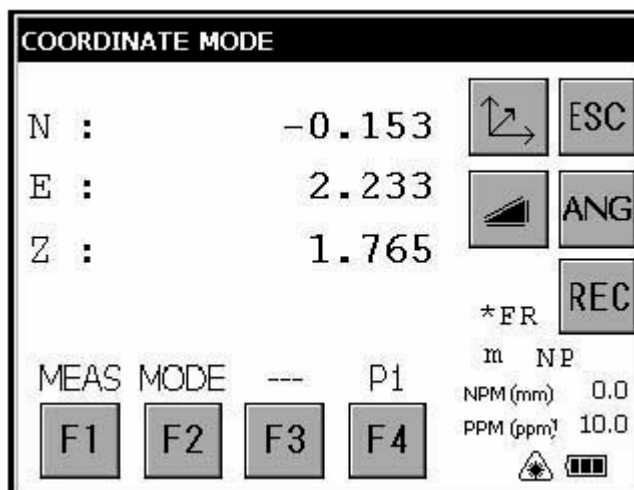 COORDINATE MODE
N : -0.153
E : 2.233
Z : 1.765
ESC
ANG
REC
*FR
m NP
NPM (mm) 0.0
PPM (ppm) 10.0
MEAS MODE --- P1
F1 F2 F3 F4